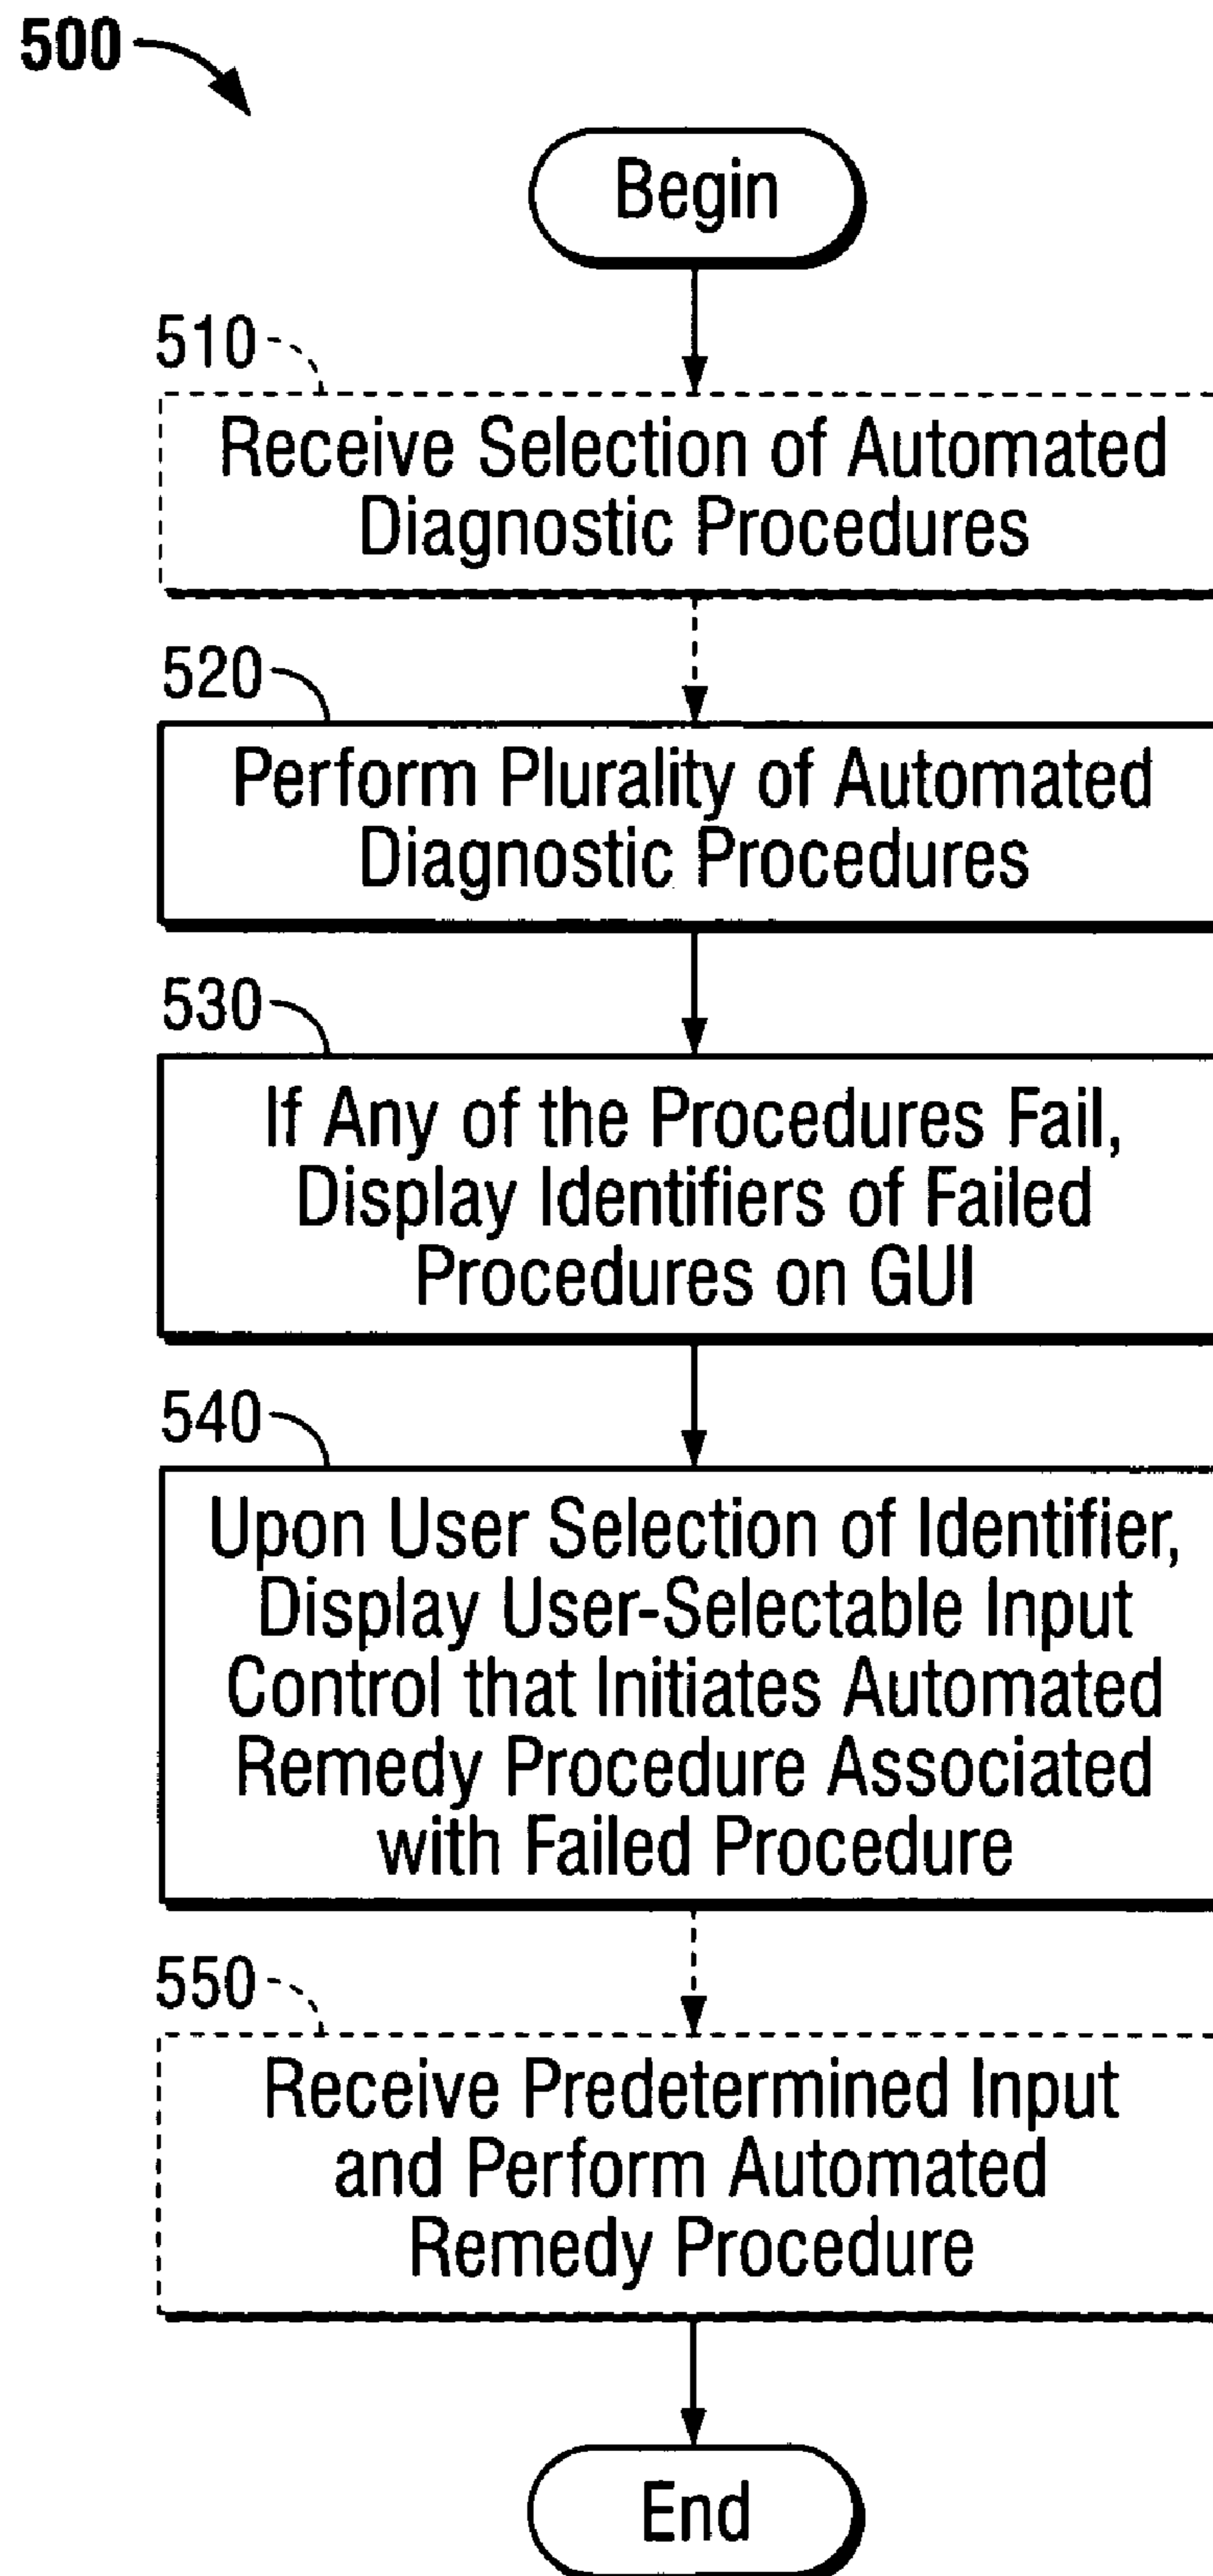 500
Begin
510
Receive Selection of Automated
Diagnostic Procedures
520
Perform Plurality of Automated
Diagnostic Procedures
530
If Any of the Procedures Fail,
Display Identifiers of Failed
Procedures on GUI
540
Upon User Selection of Identifier,
Display User-Selectable Input
Control that Initiates Automated
Remedy Procedure Associated
with Failed Procedure
550
Receive Predetermined Input
and Perform Automated
Remedy Procedure
End